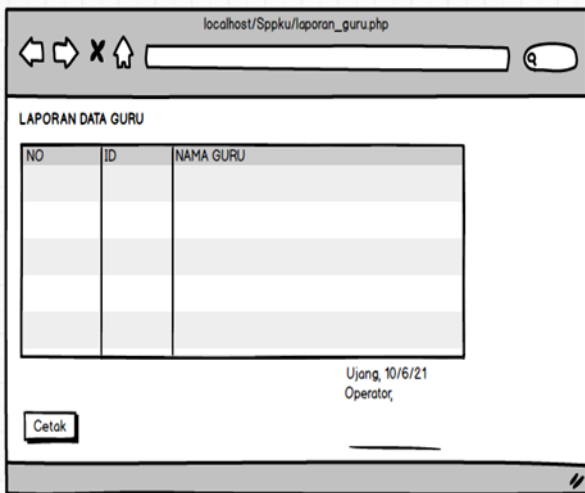 localhost/Sppku/laporan_guru.php
LAPORAN DATA GURU
NO ID NAMA GURU
Ujang, 10/6/21
Operator,
Cetak